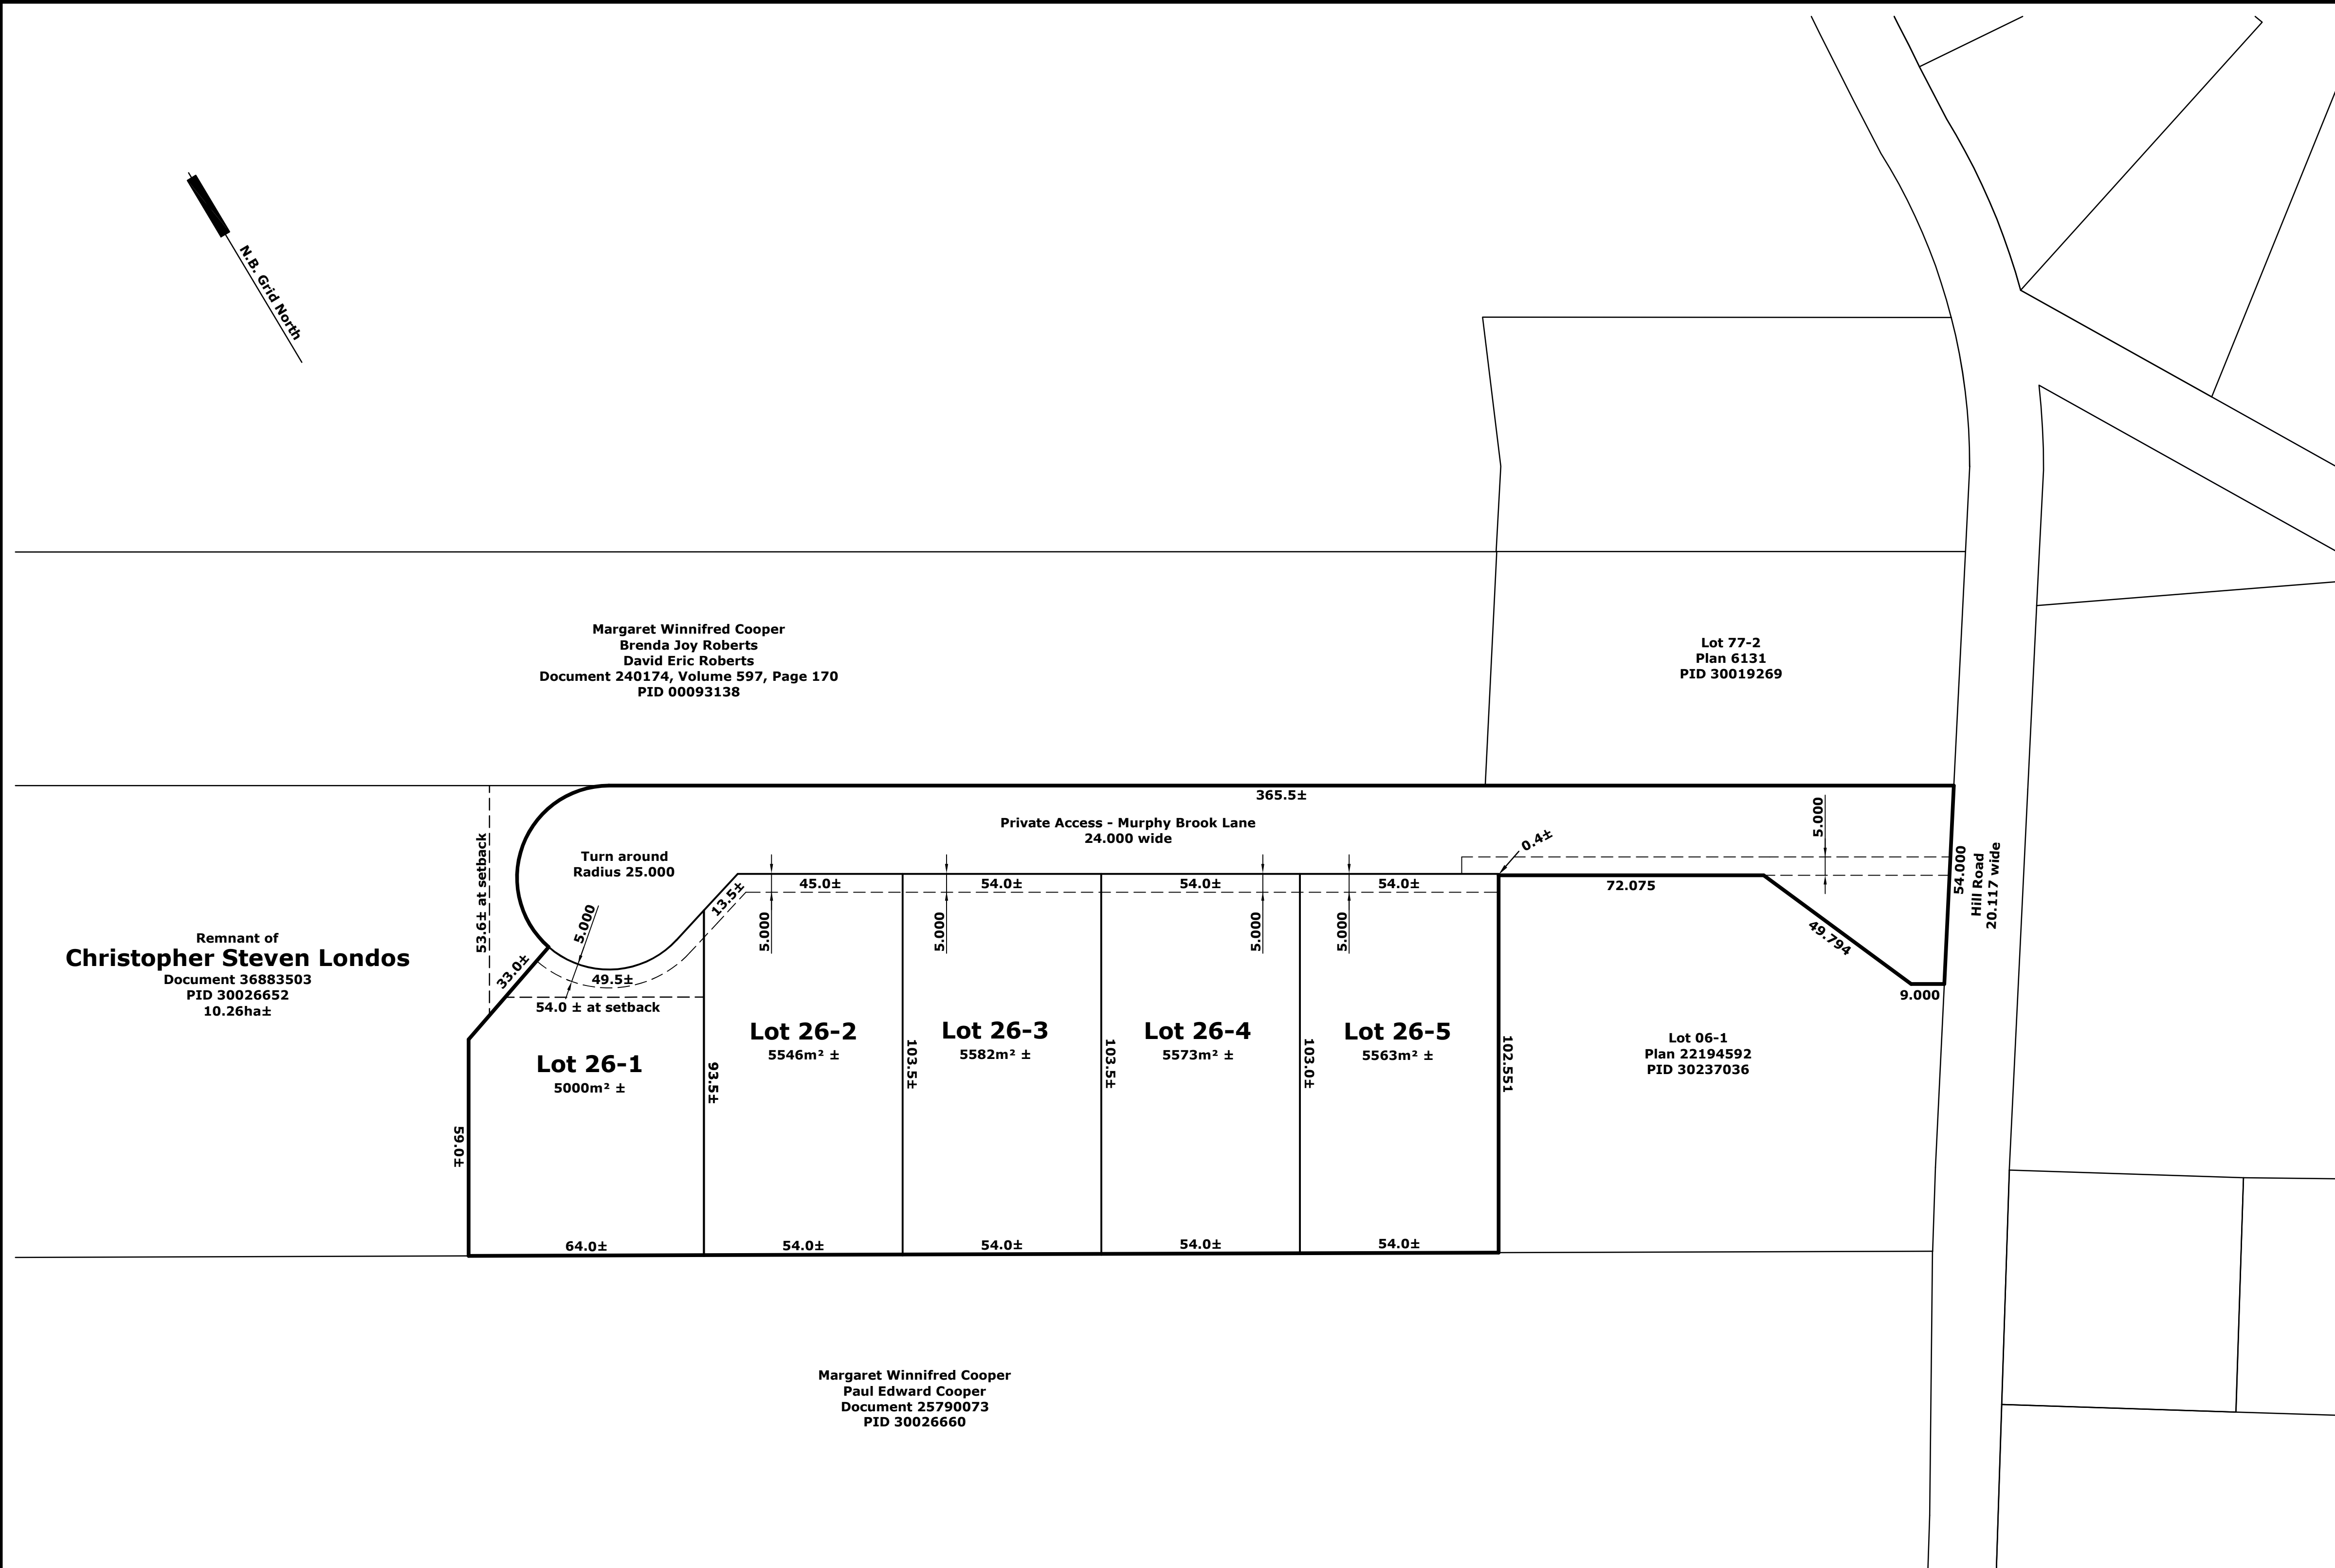 N.B. Grid North
Margaret Winnifred Cooper
Brenda Joy Roberts
David Eric Roberts
Document 240174, Volume 597, Page 170
PID 00093138
Lot 77-2
Plan 6131
PID 30019269
365.5±
Private Access - Murphy Brook Lane
24.000 wide
5.000
0.4±
Turn around
Radius 25.000
53.6± at setback
54.000
Hill Road
20.117 wide
13.5±
45.0±
54.0±
54.0±
54.0±
72.075
5.000
5.000
5.000
5.000
5.000
49.794
Remnant of
Christopher Steven Londos
Document 36883503
PID 30026652
10.26ha±
33.0±
49.5±
54.0 ± at setback
9.000
Lot 26-1
5000m² ±
Lot 26-2
5546m² ±
Lot 26-3
5582m² ±
Lot 26-4
5573m² ±
Lot 26-5
5563m² ±
Lot 06-1
Plan 22194592
PID 30237036
59.0±
93.5±
103.5±
103.5±
103.0±
102.551
64.0±
54.0±
54.0±
54.0±
54.0±
Margaret Winnifred Cooper
Paul Edward Cooper
Document 25790073
PID 30026660